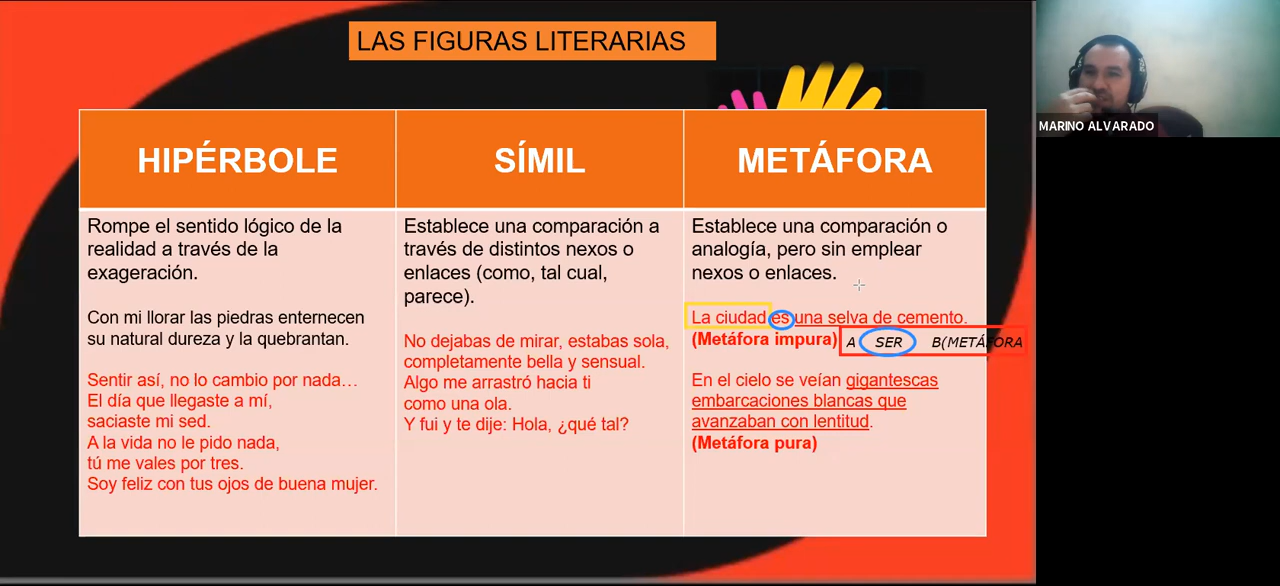 LAS FIGURAS LITERARIAS
MARINO ALVARADO
HIPÉRBOLE
SÍMIL
METÁFORA
Rompe el sentido lógico de la
realidad a través de la
exageración.
Con mi llorar las piedras enternecen
su natural dureza y la quebrantan.
Sentir así, no lo cambio por nada…
El día que llegaste a mí,
saciaste mi sed.
A la vida no le pido nada,
tú me vales por tres.
Soy feliz con tus ojos de buena mujer.
Establece una comparación a
través de distintos nexos o
enlaces (como, tal cual,
parece).
No dejabas de mirar, estabas sola,
completamente bella y sensual.
Algo me arrastró hacia ti
como una ola.
Y fui y te dije: Hola, ¿qué tal?
Establece una comparación o
analogía, pero sin emplear
nexos o enlaces.
La ciudad es una selva de cemento.
(Metáfora impura) A SER B(METÁFORA
En el cielo se veían gigantescas
embarcaciones blancas que
avanzaban con lentitud.
(Metáfora pura)